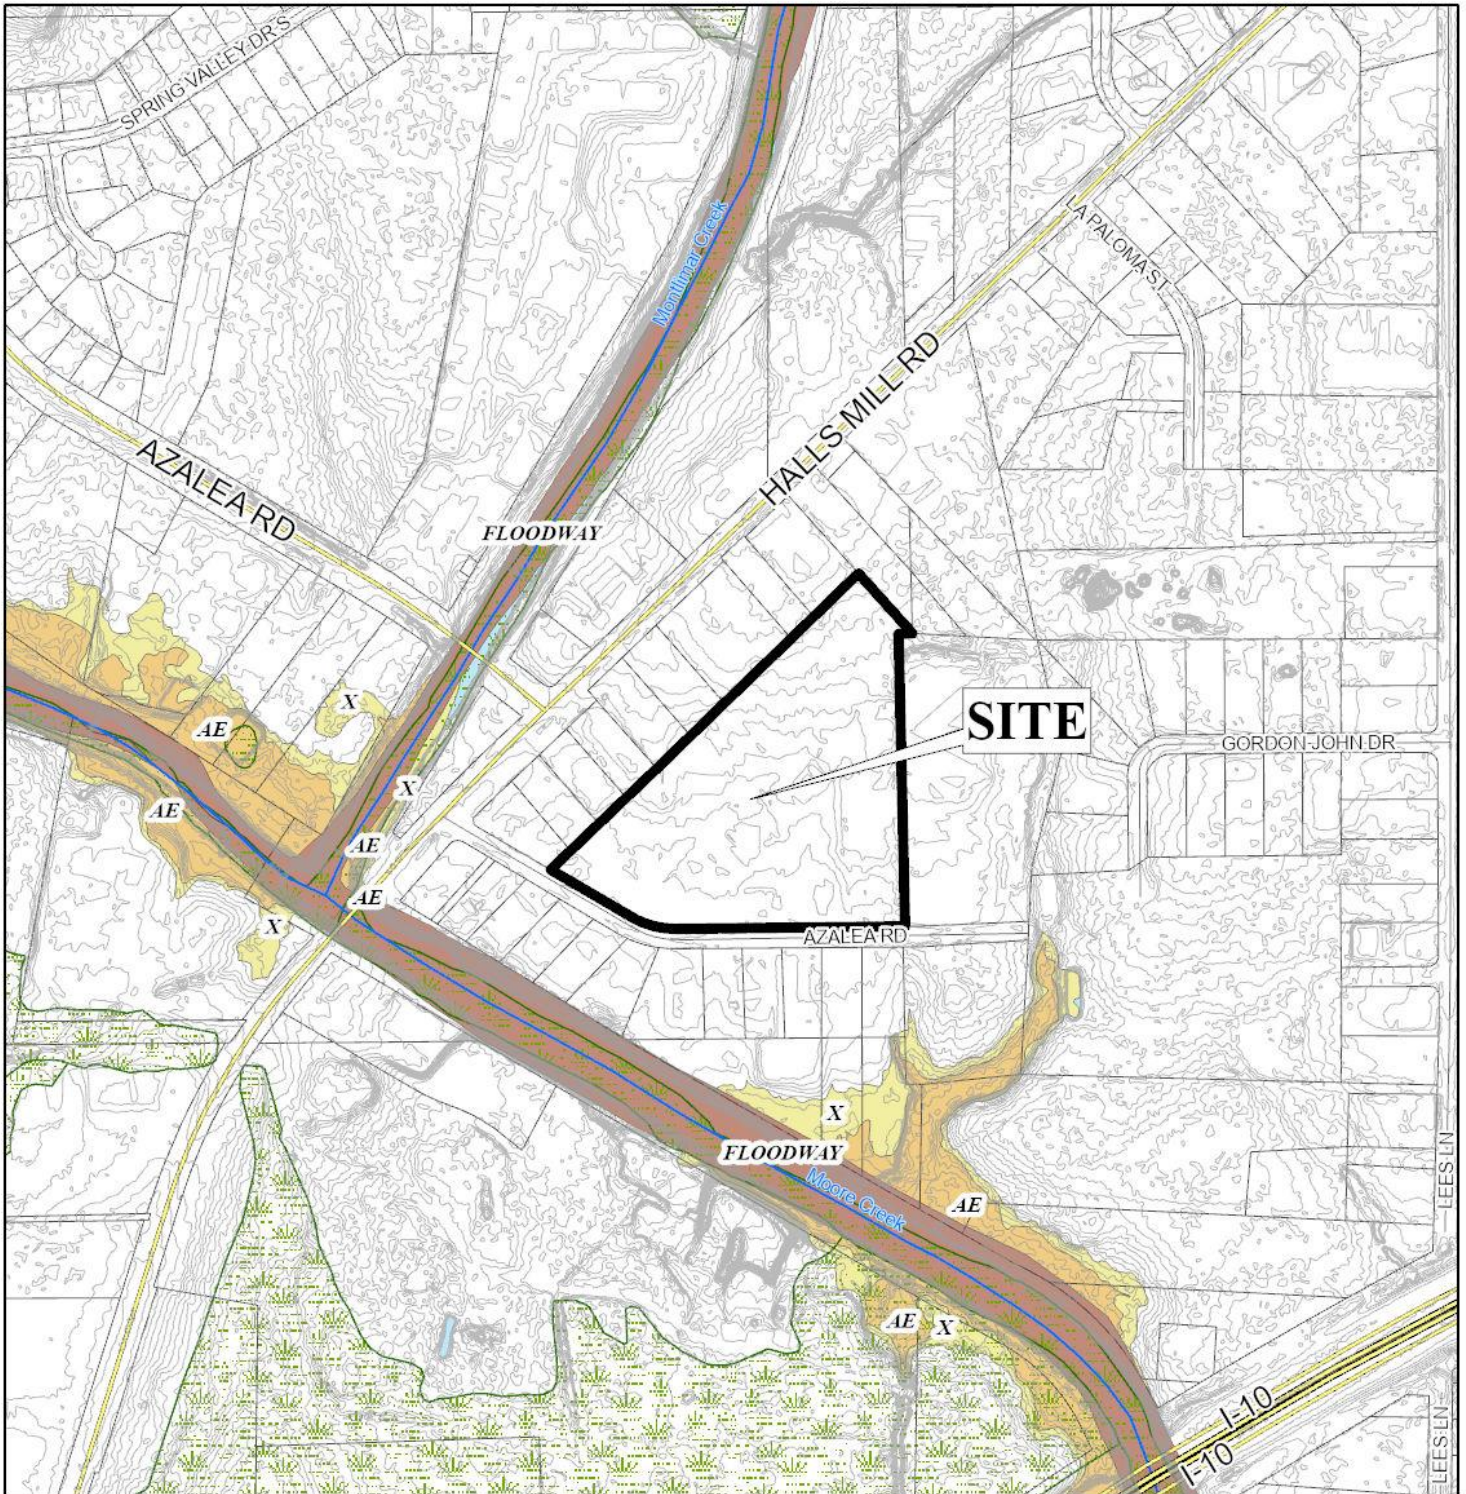 SPRING VALLEY DR S
Montlimar Creek
LA PALOMA ST
HALLS MILL RD
AZALEA RD
FLOODWAY
X
AE
SITE
GORDON JOHN DR
X
AE
AE
AE
X
AZALEA RD
X
FLOODWAY
Moore Creek
AE
LEES LN
AE
X
I-10
I-10
LEES LN